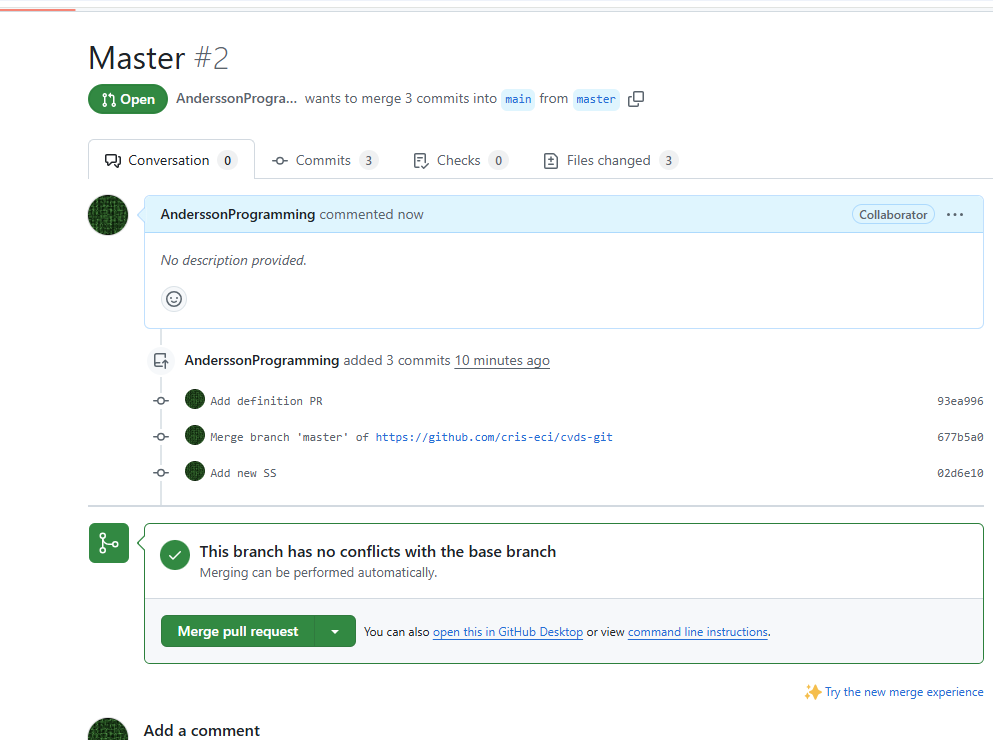 Master #2
Open AnderssonProgra... wants to merge 3 commits into main from master
Conversation 0 Commits 3 Checks 0 Files changed 3
AnderssonProgramming commented now Collaborator ...
No description provided.
AnderssonProgramming added 3 commits 10 minutes ago
Add definition PR 93ea996
Merge branch 'master' of https://github.com/cris-eci/cvds-git 677b5a0
Add new SS 02d6e10
This branch has no conflicts with the base branch
Merging can be performed automatically.
Merge pull request You can also open this in GitHub Desktop or view command line instructions.
Try the new merge experience
Add a comment